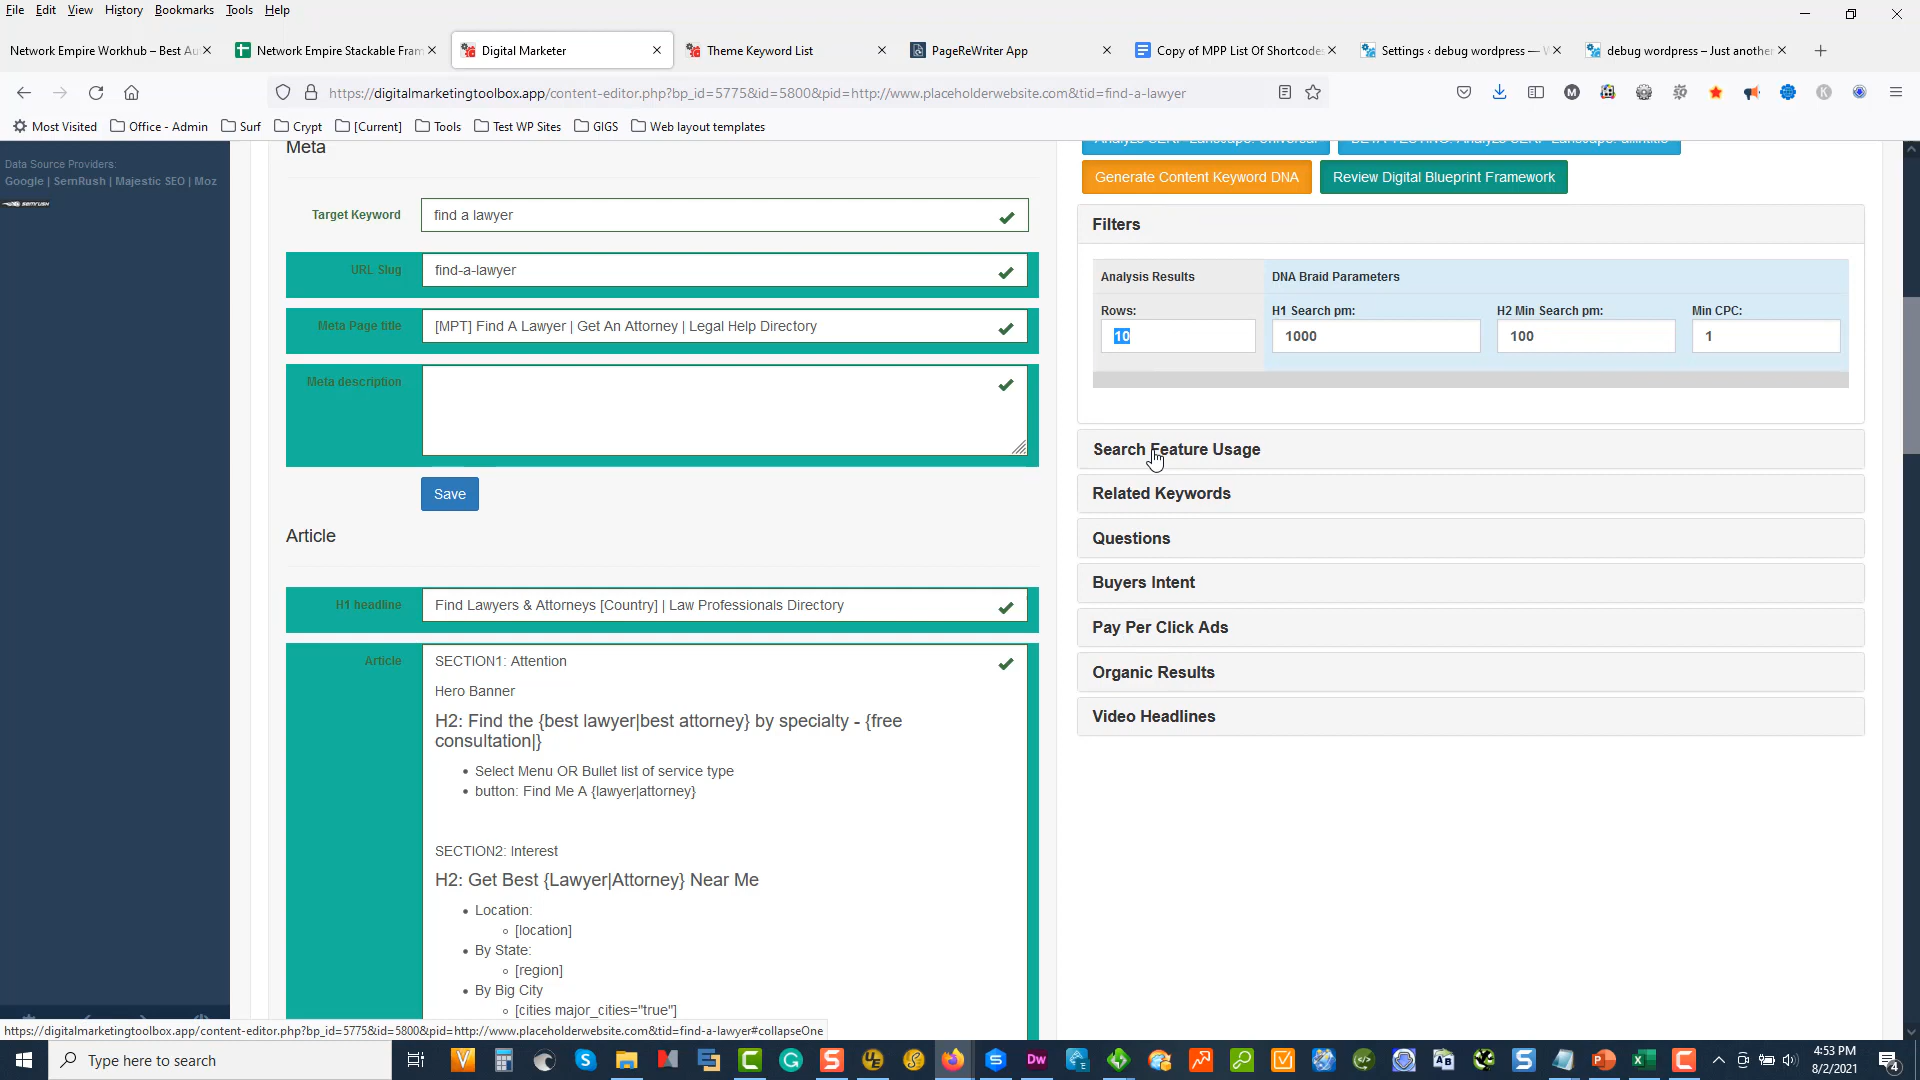 File Edit View History Bookmarks Tools Help
Network Empire Workhub – Best Au
Network Empire Stackable Fram
Digital Marketer
Theme Keyword List
PageReWriter App
Copy of MPP List Of Shortcodes
Settings ‹ debug wordpress —
debug wordpress – Just another
https://digitalmarketingtoolbox.app/content-editor.php?bp_id=5775&id=5800&pid=http://www.placeholderwebsite.com&tid=find-a-lawyer
Most Visited Office - Admin Surf Crypt [Current] Tools Test WP Sites GIGS Web layout templates
Data Source Providers:
Google | SemRush | Majestic SEO | Moz
semrush
Meta
Target Keyword find a lawyer
URL Slug find-a-lawyer
Meta Page title [MPT] Find A Lawyer | Get An Attorney | Legal Help Directory
Meta description
Save
Article
H1 headline Find Lawyers & Attorneys [Country] | Law Professionals Directory
Article SECTION1: Attention
Hero Banner
H2: Find the {best lawyer|best attorney} by specialty - {free
consultation|}
• Select Menu OR Bullet list of service type
• button: Find Me A {lawyer|attorney}
SECTION2: Interest
H2: Get Best {Lawyer|Attorney} Near Me
• Location:
◦ [location]
• By State:
◦ [region]
• By Big City
◦ [cities major_cities="true"]
Generate Content Keyword DNA Review Digital Blueprint Framework
Filters
Analysis Results DNA Braid Parameters
Rows: H1 Search pm: H2 Min Search pm: Min CPC:
10 1000 100 1
Search Feature Usage
Related Keywords
Questions
Buyers Intent
Pay Per Click Ads
Organic Results
Video Headlines
https://digitalmarketingtoolbox.app/content-editor.php?bp_id=5775&id=5800&pid=http://www.placeholderwebsite.com&tid=find-a-lawyer#collapseOne
Type here to search
4:53 PM
8/2/2021
4